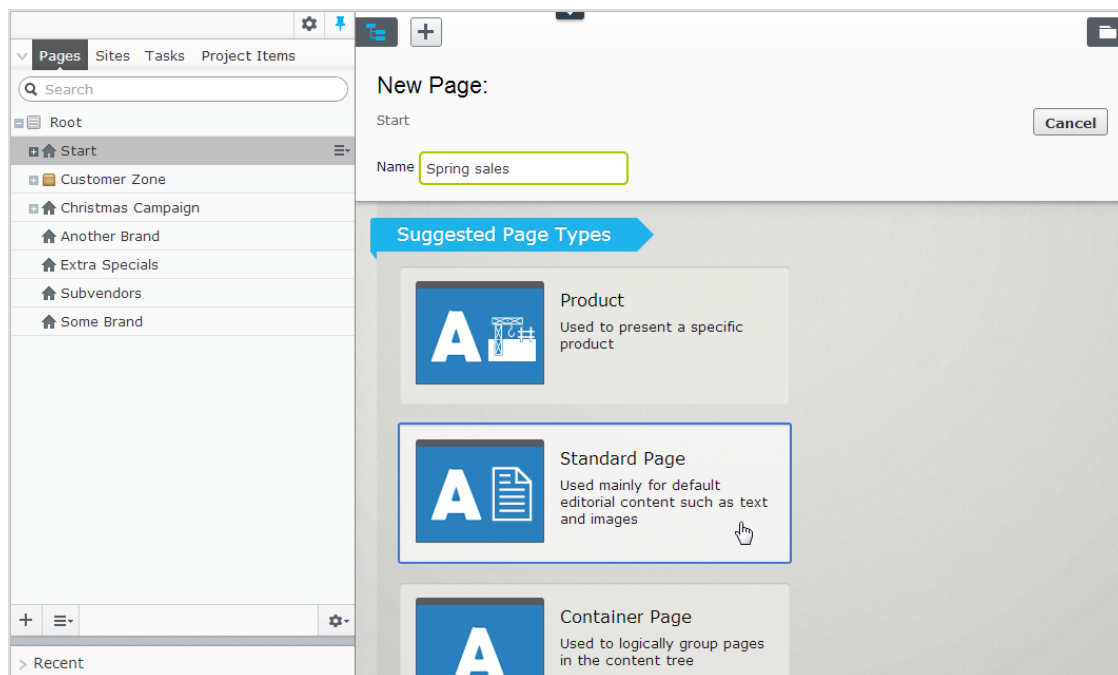 Pages Sites Tasks Project Items
Search
Root
Start
Customer Zone
Christmas Campaign
Another Brand
Extra Specials
Subvendors
Some Brand
Recent
New Page:
Start
Cancel
Name Spring sales
Suggested Page Types
A
Product
Used to present a specific
product
A
Standard Page
Used mainly for default
editorial content such as text
and images
A
Container Page
Used to logically group pages
in the content tree